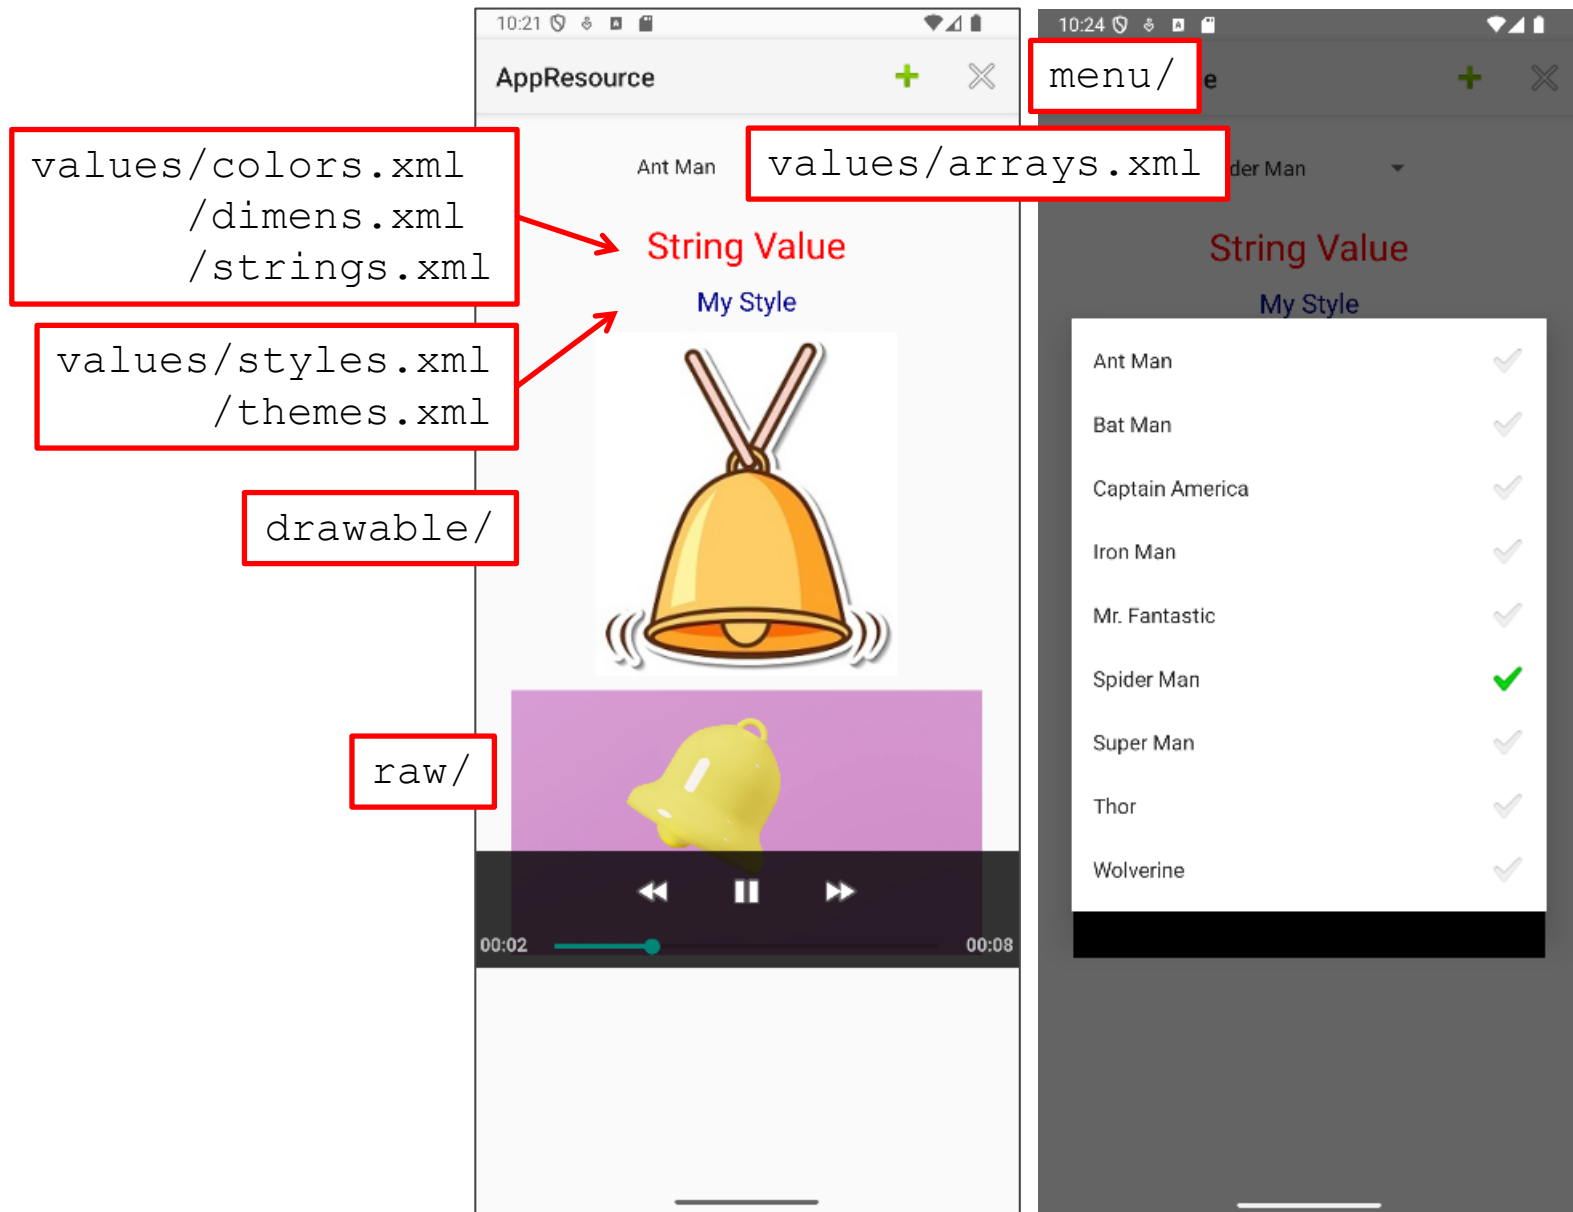 10:21
AppResource
values/colors.xml
/dimens.xml
/strings.xml
Ant Man
String Value
values/styles.xml
/themes.xml
My Style
drawable/
raw/
00:02
00:08
10:24
menu/
e
values/arrays.xml
der Man
String Value
My Style
Ant Man
Bat Man
Captain America
Iron Man
Mr. Fantastic
Spider Man
Super Man
Thor
Wolverine